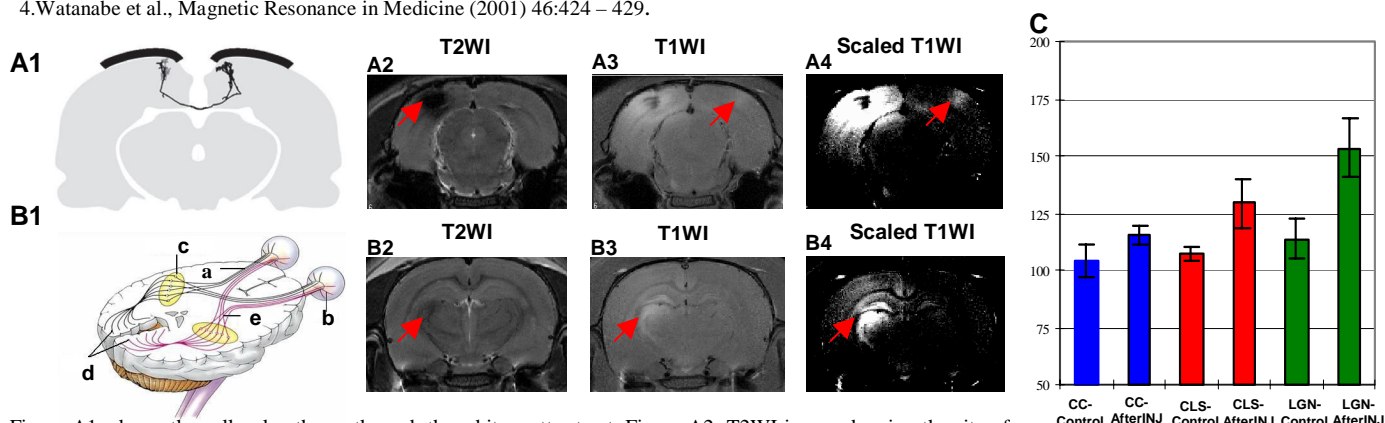 4.Watanabe et al., Magnetic Resonance in Medicine (2001) 46:424 – 429.
A1
T2WI
A2
T1WI
A3
Scaled T1WI
A4
B1
c
a
e
b
d
T2WI
B2
T1WI
B3
Scaled T1WI
B4
C
200
175
150
125
100
75
50
CC-
Control
CC-
AfterINJ
CLS-
Control
CLS-
AfterINJ
LGN-
Control
LGN-
AfterINJ